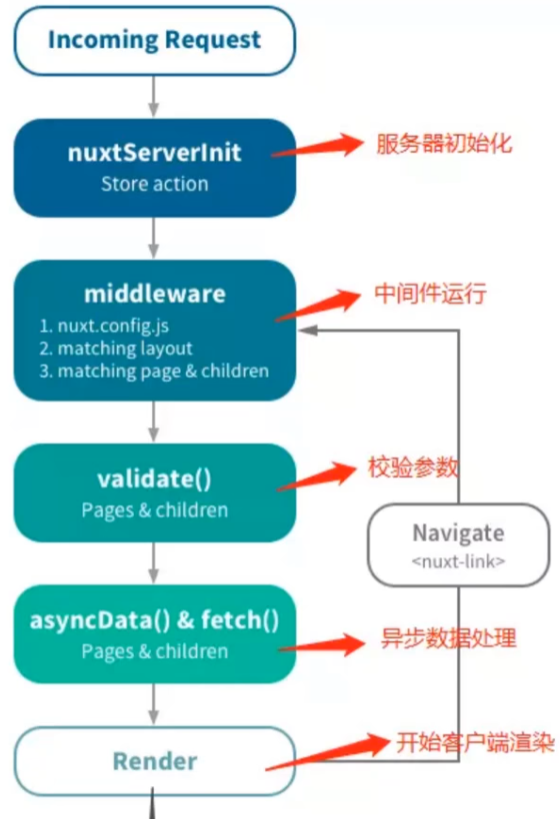 Incoming Request
nuxtServerInit
Store action
服务器初始化
middleware
1. nuxt.config.js
2. matching layout
3. matching page & children
中间件运行
validate()
Pages & children
校验参数
Navigate
<nuxt-link>
asyncData() & fetch()
Pages & children
异步数据处理
Render
开始客户端渲染